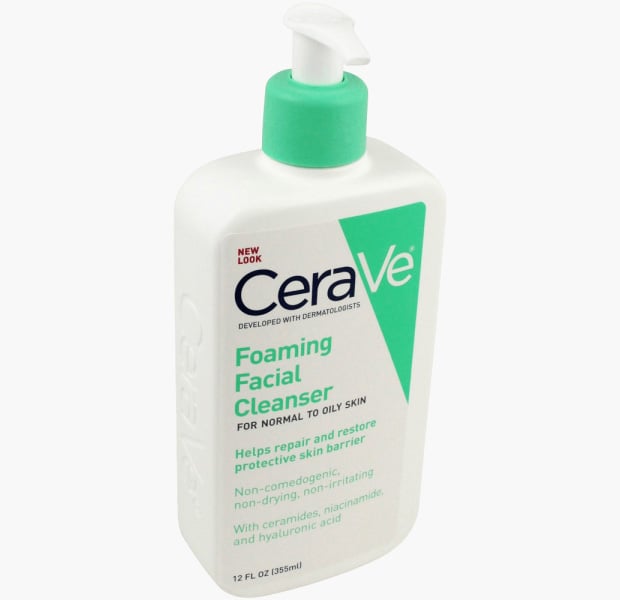 NEW
LOOK
CeraVe®
DEVELOPED WITH DERMATOLOGISTS
Foaming
Facial
Cleanser
FOR NORMAL TO OILY SKIN
Helps repair and restore
protective skin barrier
Non-comedogenic,
non-drying, non-irritating
With ceramides, niacinamide,
and hyaluronic acid
12 FL OZ (355ml)
CeraVe